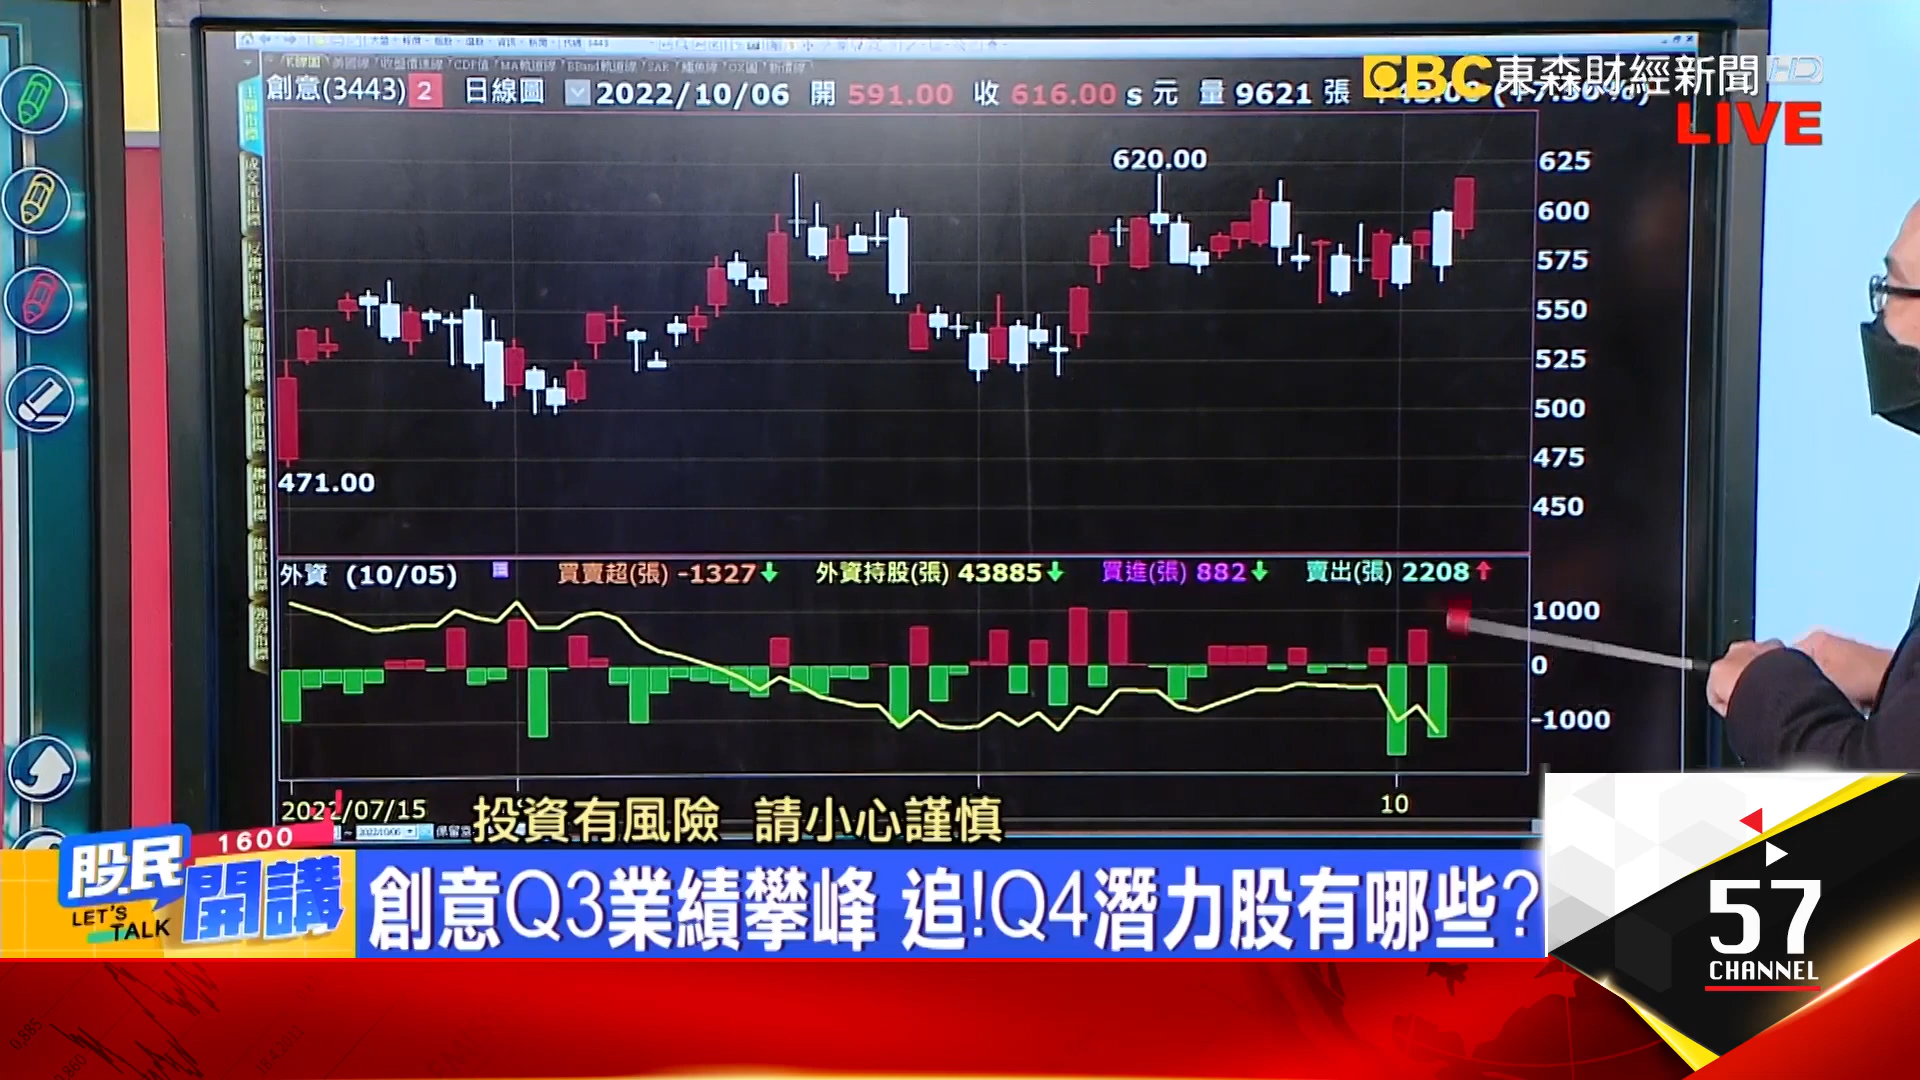 創意(3443) 2 日線圖 2022/10/06 開 591.00 收 616.00 s 元 量 9621 張
EBC 東森財經新聞 HD
LIVE
620.00
625
600
575
550
525
500
475
450
471.00
外資 (10/05) 買賣超(張) -1327↓ 外資持股(張) 43885↓ 買進(張) 882↓ 賣出(張) 2208↑
1000
0
-1000
2022/07/15
10
投資有風險 請小心謹慎
1600
股民
開講
LET'S
TALK
創意Q3業績攀峰 追!Q4潛力股有哪些?
57
CHANNEL